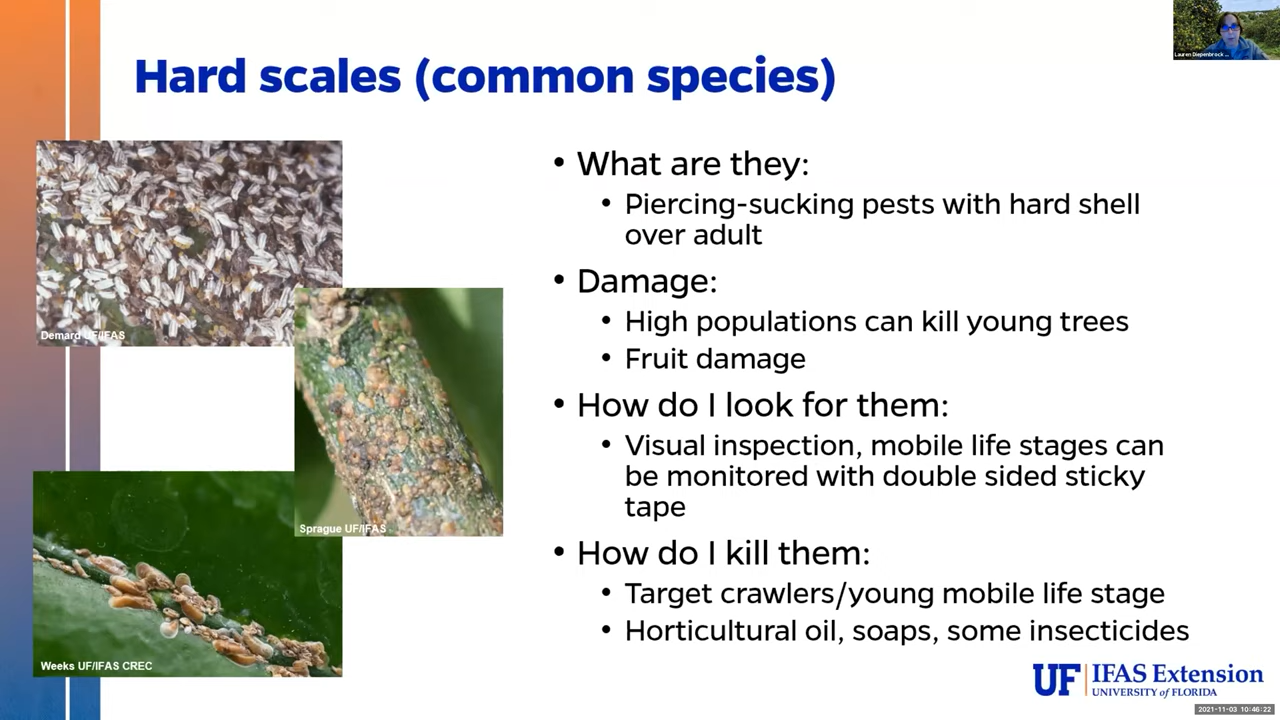 Lauren Diepenbrock ...
Hard scales (common species)
• What are they:
• Piercing-sucking pests with hard shell
over adult
• Damage:
• High populations can kill young trees
• Fruit damage
• How do I look for them:
• Visual inspection, mobile life stages can
be monitored with double sided sticky
tape
• How do I kill them:
• Target crawlers/young mobile life stage
• Horticultural oil, soaps, some insecticides
Demard UF/IFAS
Sprague UF/IFAS
Weeks UF/IFAS CREC
UF IFAS Extension
UNIVERSITY of FLORIDA
2021-11-03 10:46:22